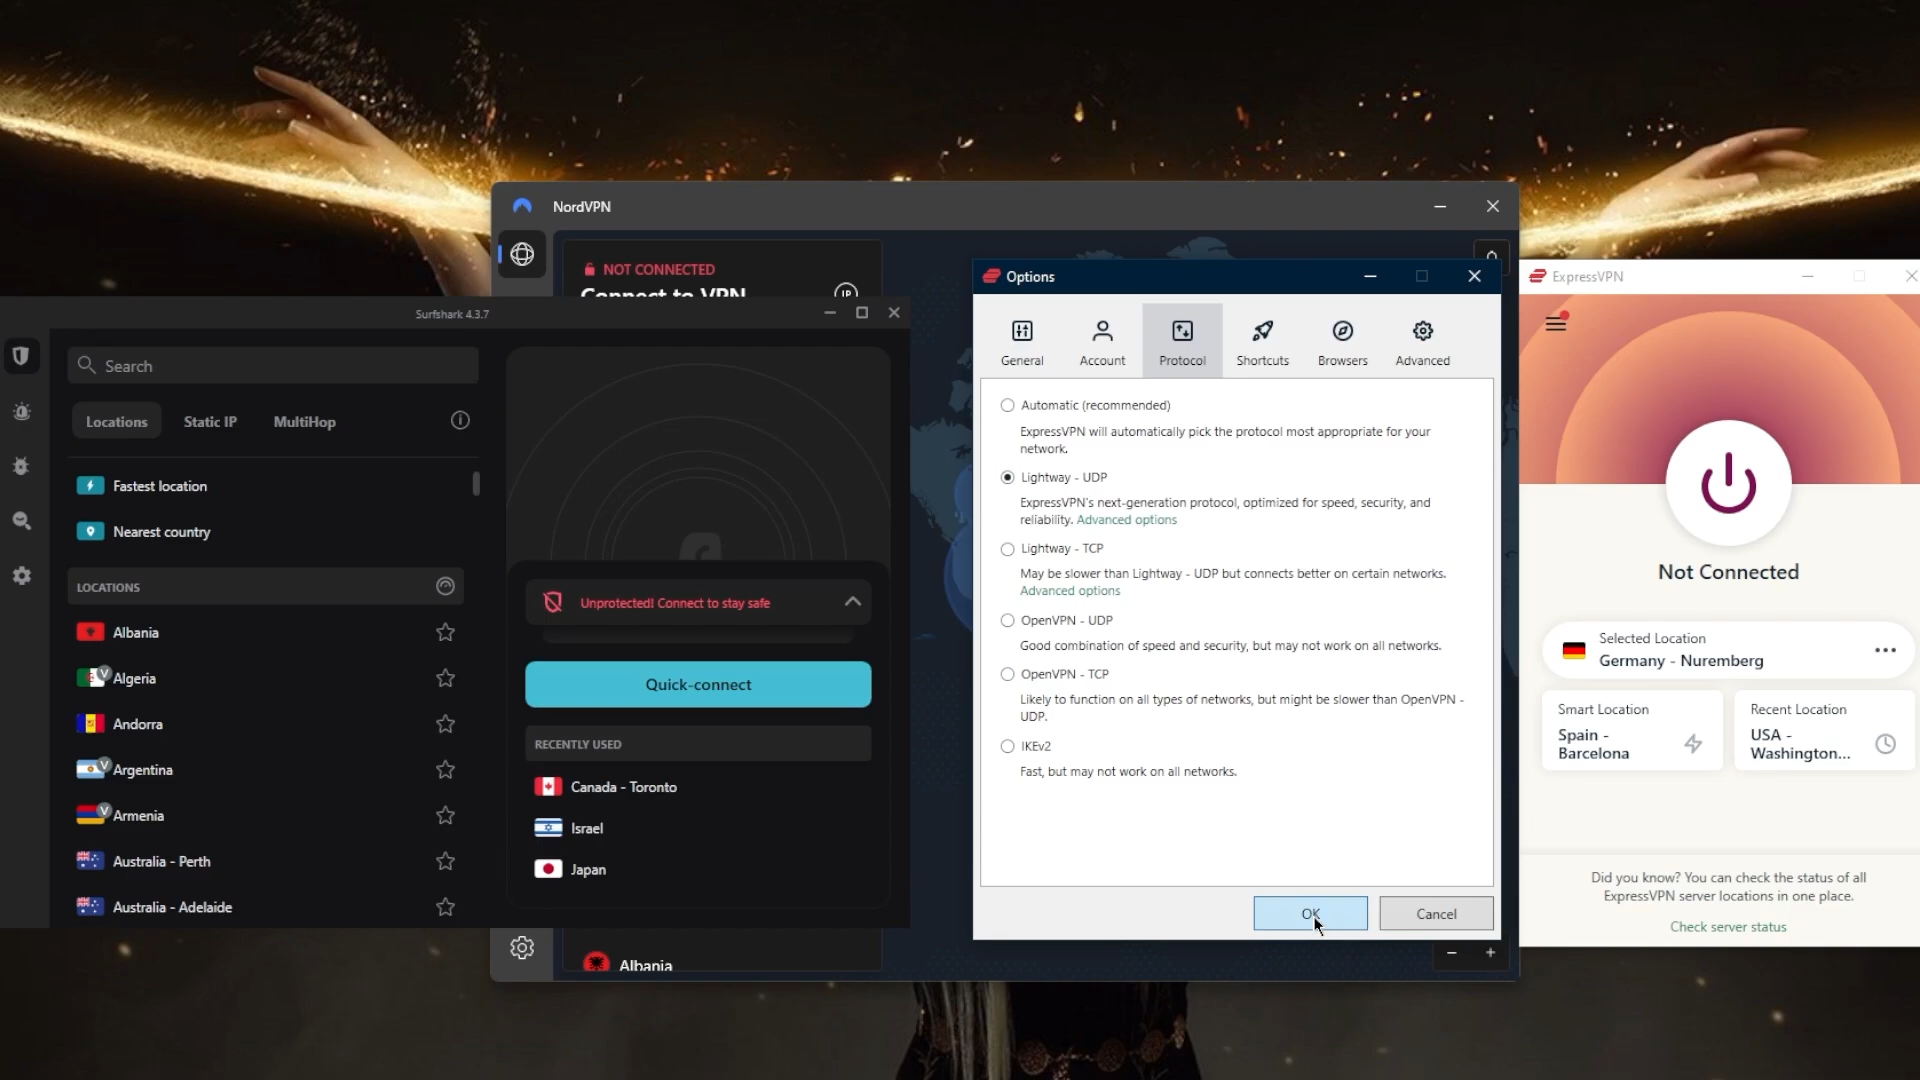 NordVPN
NOT CONNECTED
Connect to VPN
IP
Albania
Surfshark 4.3.7
Search
Locations
Static IP
MultiHop
Fastest location
Nearest country
LOCATIONS
Albania
V
Algeria
Andorra
V
Argentina
V
Armenia
Australia - Perth
Australia - Adelaide
Unprotected! Connect to stay safe
Quick-connect
RECENTLY USED
Canada - Toronto
Israel
Japan
Options
General
Account
Protocol
Shortcuts
Browsers
Advanced
Automatic (recommended)
ExpressVPN will automatically pick the protocol most appropriate for your
network.
Lightway - UDP
ExpressVPN's next-generation protocol, optimized for speed, security, and
reliability. Advanced options
Lightway - TCP
May be slower than Lightway - UDP but connects better on certain networks.
Advanced options
OpenVPN - UDP
Good combination of speed and security, but may not work on all networks.
OpenVPN - TCP
Likely to function on all types of networks, but might be slower than OpenVPN -
UDP.
IKEv2
Fast, but may not work on all networks.
OK
Cancel
ExpressVPN
Not Connected
Selected Location
Germany - Nuremberg
Smart Location
Spain -
Barcelona
Recent Location
USA -
Washington...
Did you know? You can check the status of all
ExpressVPN server locations in one place.
Check server status